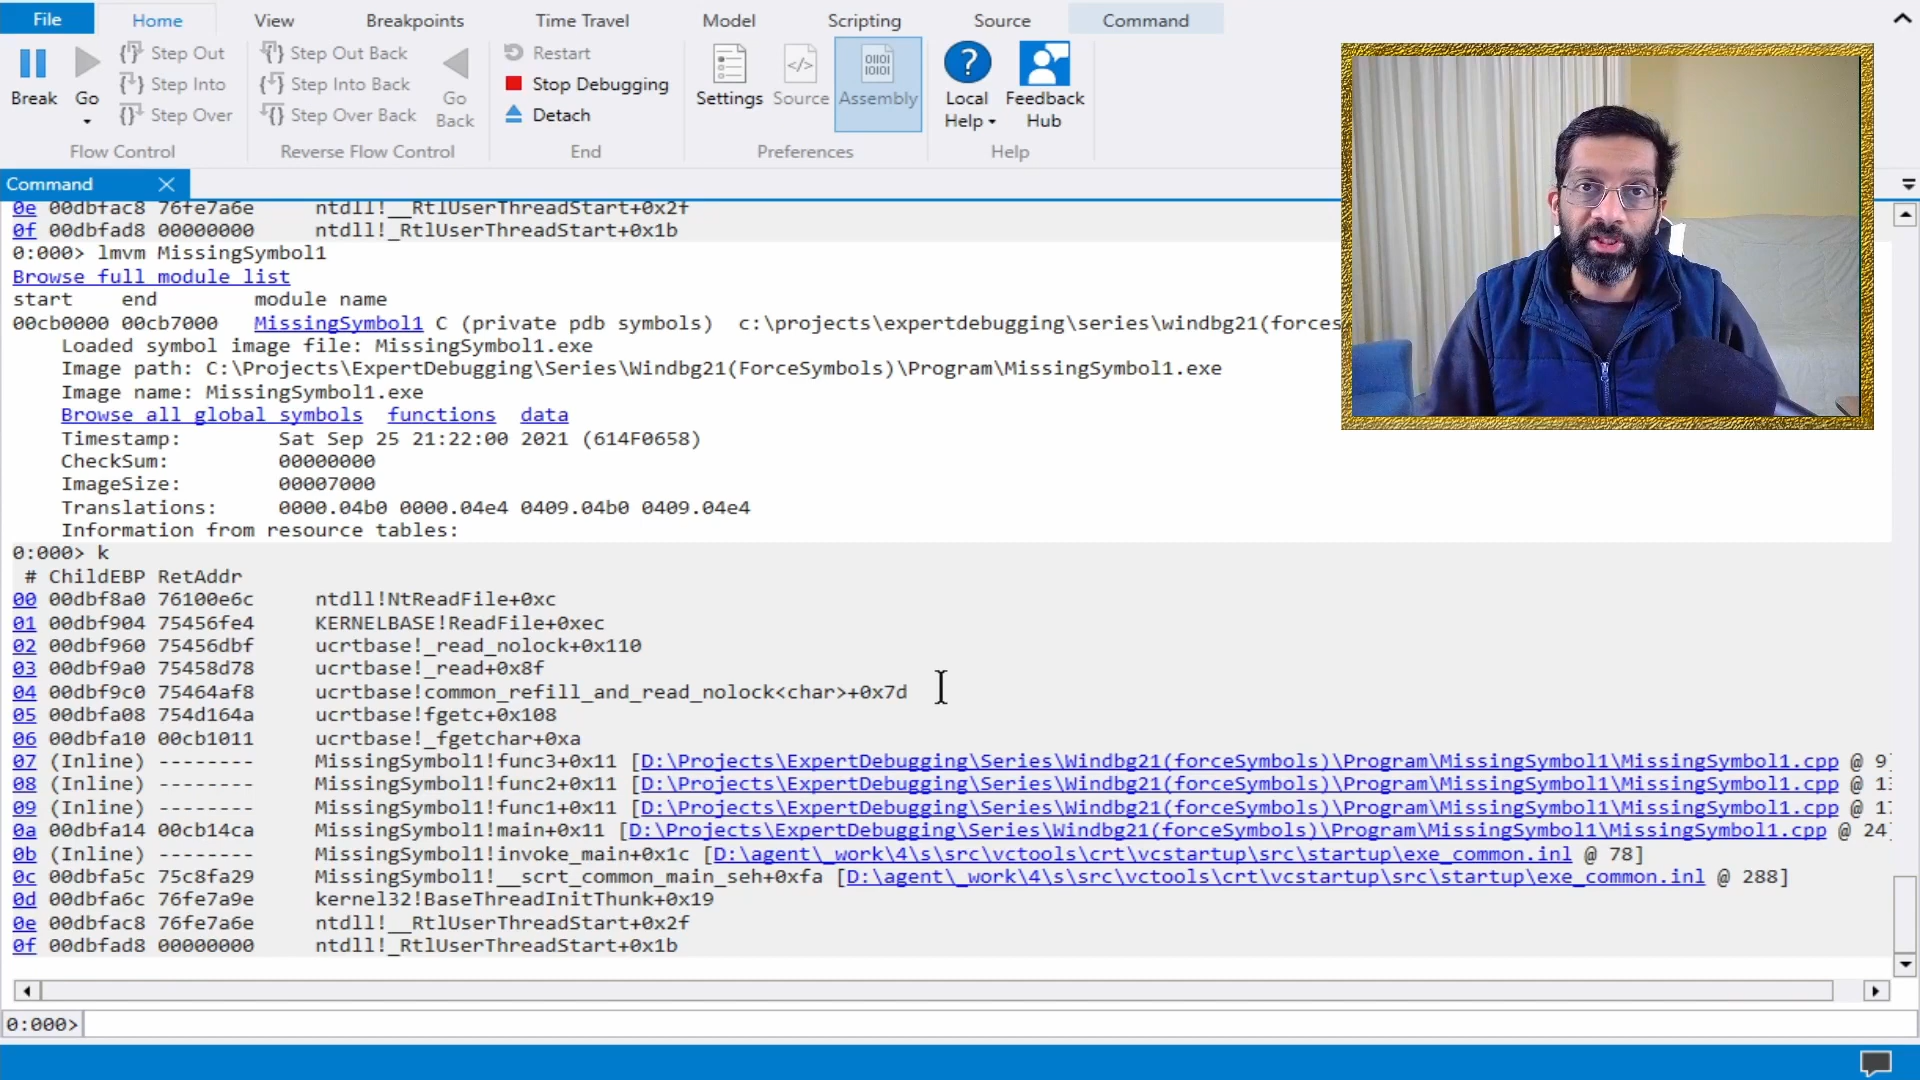 File Home View Breakpoints Time Travel Model Scripting Source Command
Break
Go
Step Out
Step Into
Step Over
Flow Control
Step Out Back
Step Into Back
Step Over Back
Go Back
Reverse Flow Control
Restart
Stop Debugging
Detach
End
Settings Source Assembly
Preferences
Local Help
Feedback Hub
Help
Command
0e 00dbfac8 76fe7a6e ntdll!__RtlUserThreadStart+0x2f
0f 00dbfad8 00000000 ntdll!_RtlUserThreadStart+0x1b
0:000> lmvm MissingSymbol1
Browse full module list
start end module name
00cb0000 00cb7000 MissingSymbol1 C (private pdb symbols) c:\projects\expertdebugging\series\windbg21(forces
Loaded symbol image file: MissingSymbol1.exe
Image path: C:\Projects\ExpertDebugging\Series\Windbg21(ForceSymbols)\Program\MissingSymbol1.exe
Image name: MissingSymbol1.exe
Browse all global symbols functions data
Timestamp: Sat Sep 25 21:22:00 2021 (614F0658)
CheckSum: 00000000
ImageSize: 00007000
Translations: 0000.04b0 0000.04e4 0409.04b0 0409.04e4
Information from resource tables:
0:000> k
# ChildEBP RetAddr
00 00dbf8a0 76100e6c ntdll!NtReadFile+0xc
01 00dbf904 75456fe4 KERNELBASE!ReadFile+0xec
02 00dbf960 75456dbf ucrtbase!_read_nolock+0x110
03 00dbf9a0 75458d78 ucrtbase!_read+0x8f
04 00dbf9c0 75464af8 ucrtbase!common_refill_and_read_nolock<char>+0x7d
05 00dbfa08 754d164a ucrtbase!fgetc+0x108
06 00dbfa10 00cb1011 ucrtbase!_fgetchar+0xa
07 (Inline) -------- MissingSymbol1!func3+0x11 [D:\Projects\ExpertDebugging\Series\Windbg21(forceSymbols)\Program\MissingSymbol1\MissingSymbol1.cpp @ 9]
08 (Inline) -------- MissingSymbol1!func2+0x11 [D:\Projects\ExpertDebugging\Series\Windbg21(forceSymbols)\Program\MissingSymbol1\MissingSymbol1.cpp @
09 (Inline) -------- MissingSymbol1!func1+0x11 [D:\Projects\ExpertDebugging\Series\Windbg21(forceSymbols)\Program\MissingSymbol1\MissingSymbol1.cpp @
0a 00dbfa14 00cb14ca MissingSymbol1!main+0x11 [D:\Projects\ExpertDebugging\Series\Windbg21(forceSymbols)\Program\MissingSymbol1\MissingSymbol1.cpp @ 24]
0b (Inline) -------- MissingSymbol1!invoke_main+0x1c [D:\agent\_work\4\s\src\vctools\crt\vcstartup\src\startup\exe_common.inl @ 78]
0c 00dbfa5c 75c8fa29 MissingSymbol1!__scrt_common_main_seh+0xfa [D:\agent\_work\4\s\src\vctools\crt\vcstartup\src\startup\exe_common.inl @ 288]
0d 00dbfa6c 76fe7a9e kernel32!BaseThreadInitThunk+0x19
0e 00dbfac8 76fe7a6e ntdll!__RtlUserThreadStart+0x2f
0f 00dbfad8 00000000 ntdll!_RtlUserThreadStart+0x1b
0:000>